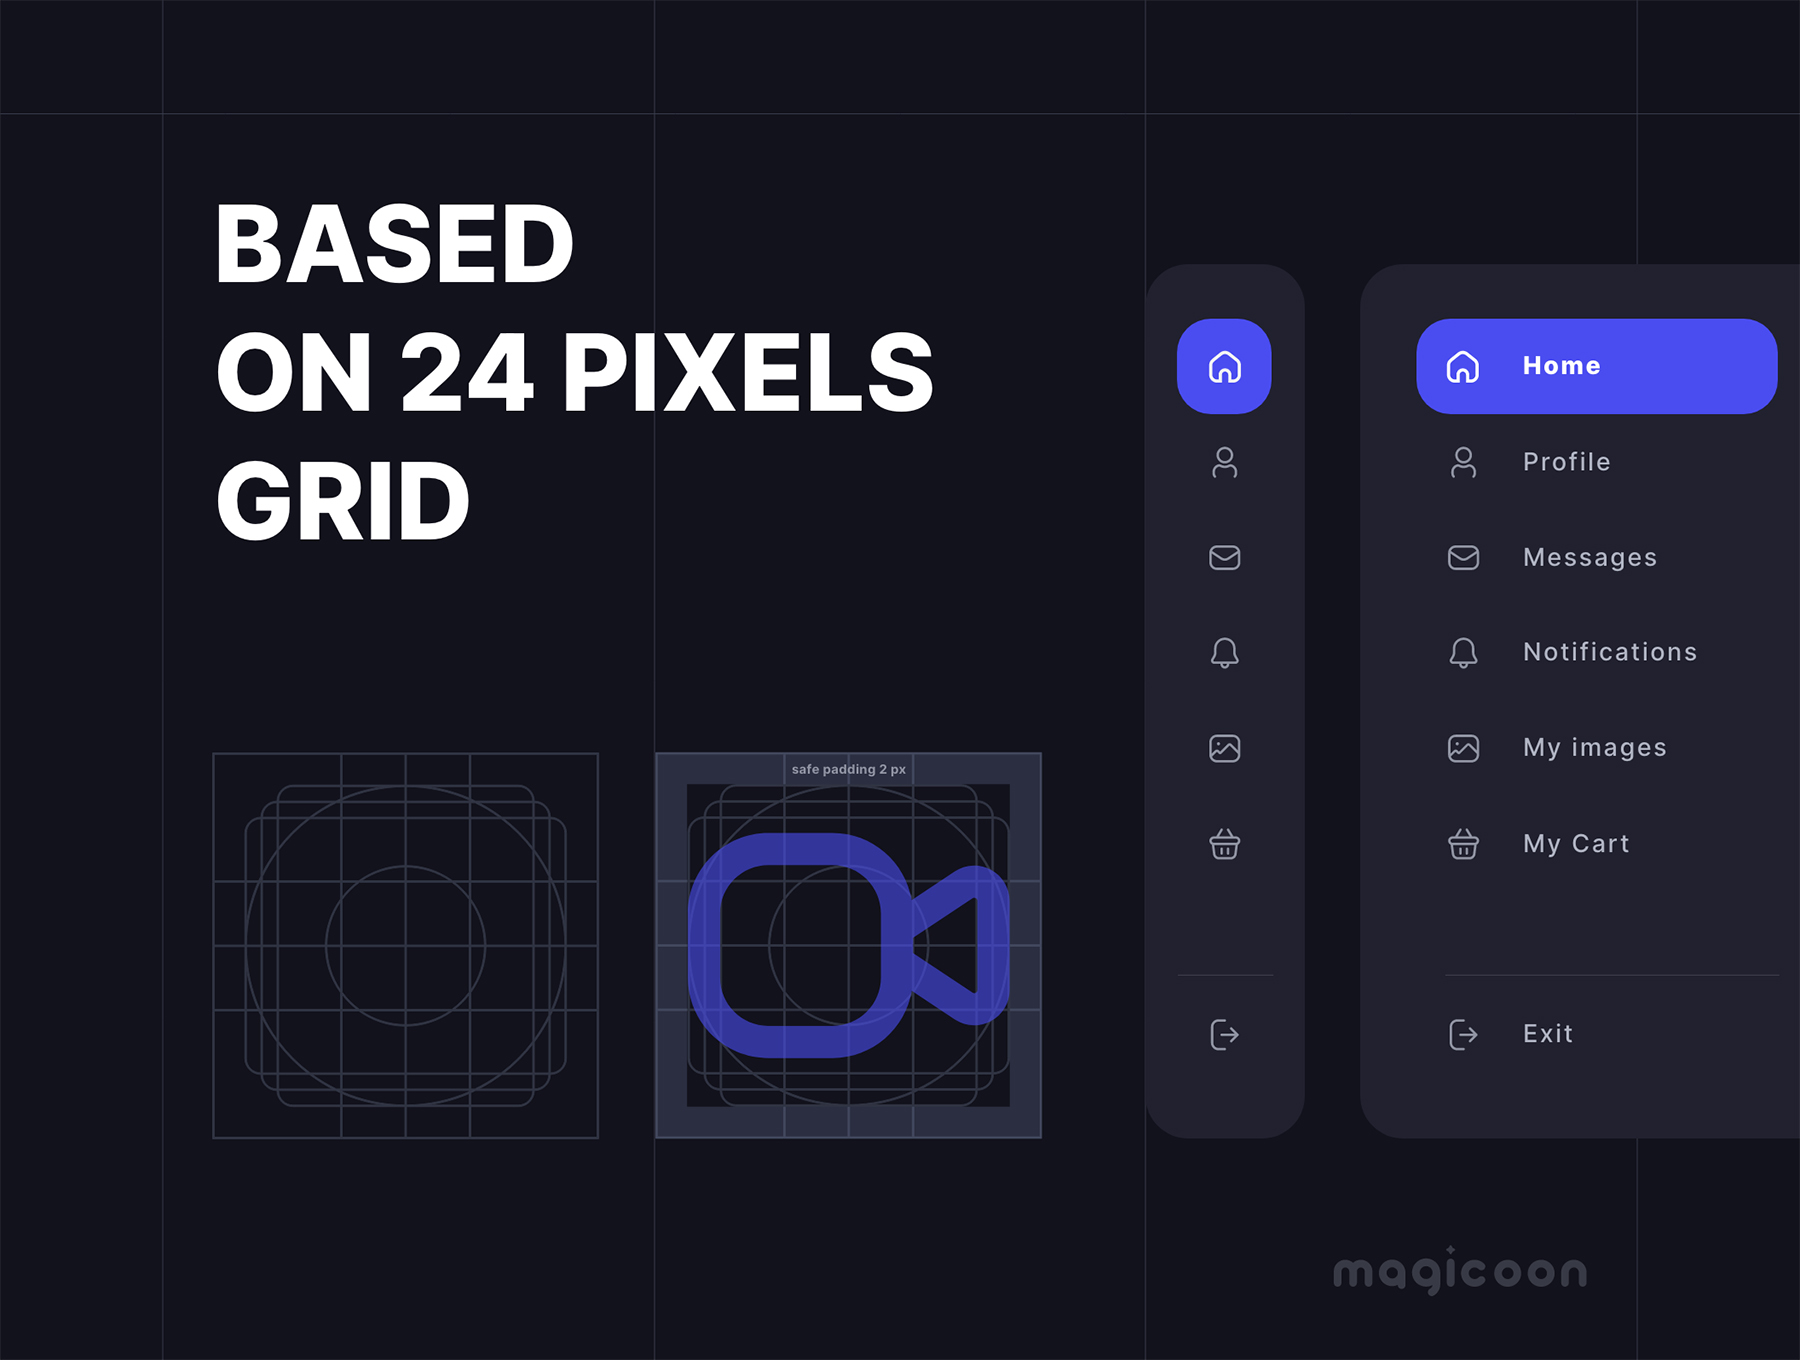 BASED
ON 24 PIXELS
GRID
safe padding 2 px
Home
Profile
Messages
Notifications
My images
My Cart
Exit
magicoon